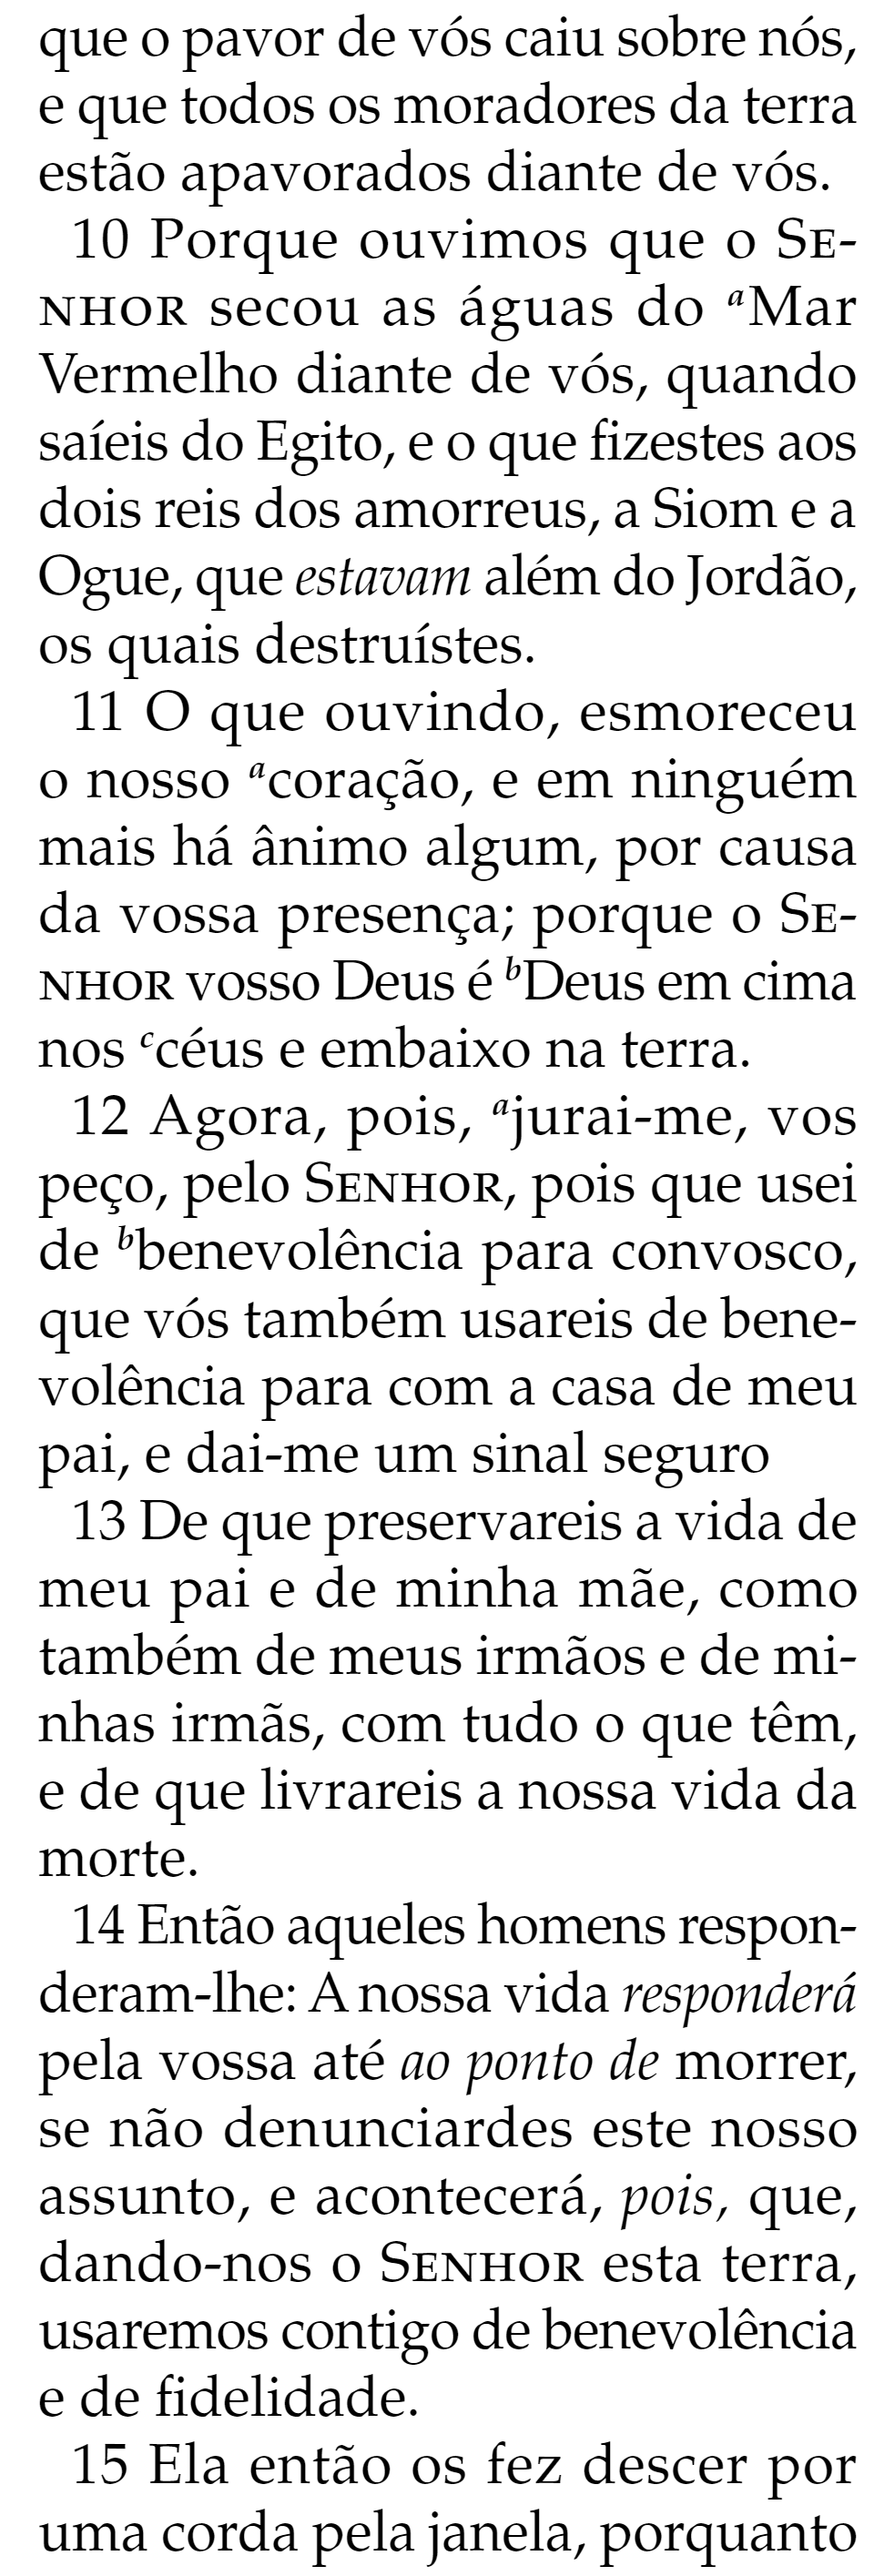 que o pavor de vós caiu sobre nós,
e que todos os moradores da terra
estão apavorados diante de vós.
10 Porque ouvimos que o SE-
NHOR secou as águas do aMar
Vermelho diante de vós, quando
saíeis do Egito, e o que fizestes aos
dois reis dos amorreus, a Siom e a
Ogue, que estavam além do Jordão,
os quais destruístes.
11 O que ouvindo, esmoreceu
o nosso acoração, e em ninguém
mais há ânimo algum, por causa
da vossa presença; porque o SE-
NHOR vosso Deus é bDeus em cima
nos ccéus e embaixo na terra.
12 Agora, pois, ajurai-me, vos
peço, pelo SENHOR, pois que usei
de bbenevolência para convosco,
que vós também usareis de bene-
volência para com a casa de meu
pai, e dai-me um sinal seguro
13 De que preservareis a vida de
meu pai e de minha mãe, como
também de meus irmãos e de mi-
nhas irmãs, com tudo o que têm,
e de que livrareis a nossa vida da
morte.
14 Então aqueles homens respon-
deram-lhe: A nossa vida responderá
pela vossa até ao ponto de morrer,
se não denunciardes este nosso
assunto, e acontecerá, pois, que,
dando-nos o SENHOR esta terra,
usaremos contigo de benevolência
e de fidelidade.
15 Ela então os fez descer por
uma corda pela janela, porquanto